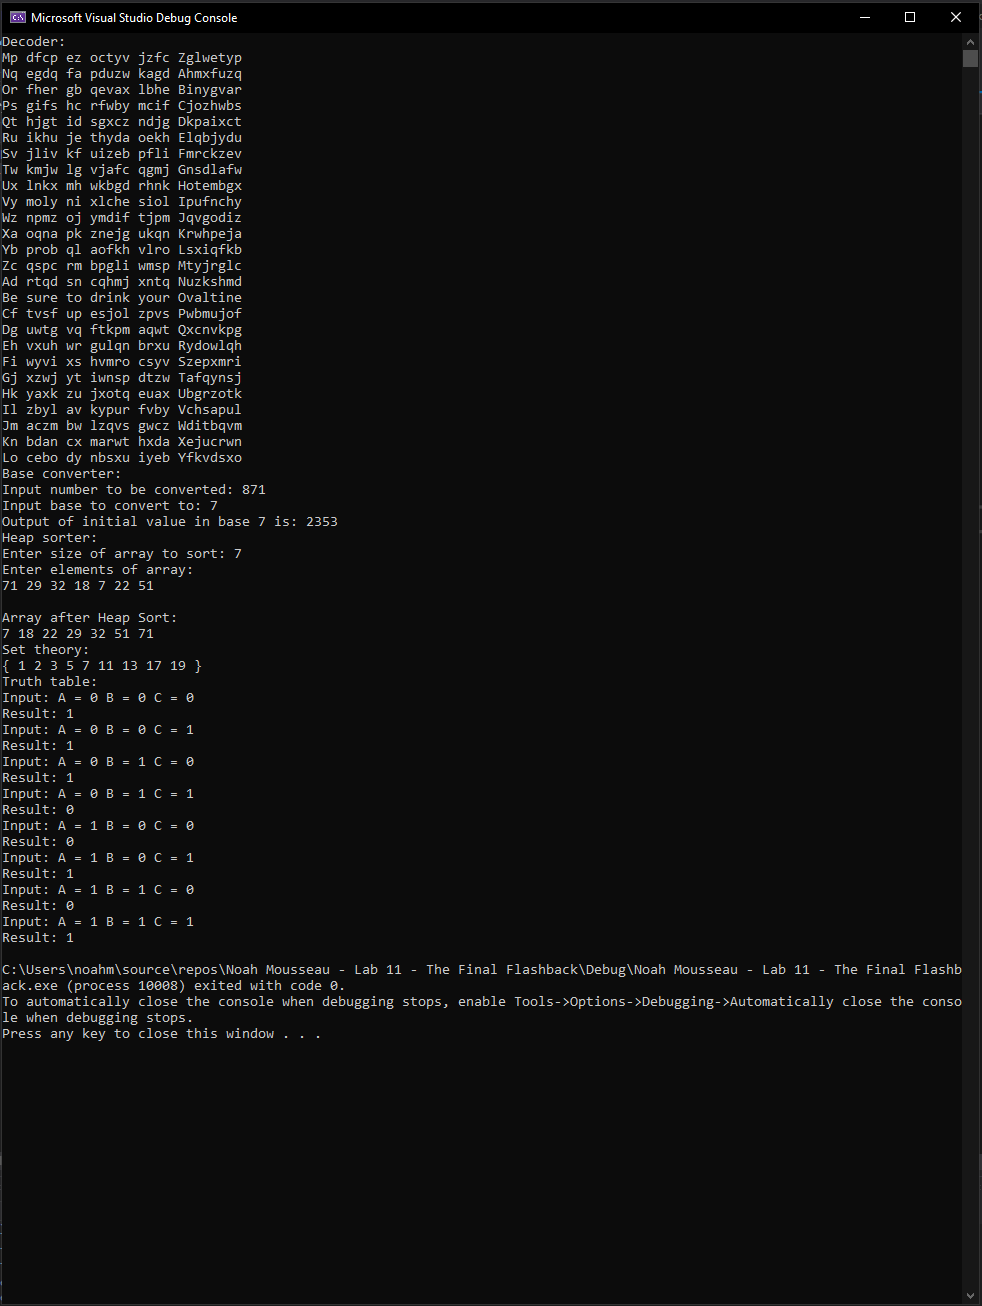 Microsoft Visual Studio Debug Console
Decoder:
Mp dfcp ez octyv jzfc Zglwetyp
Nq egdq fa pduzw kagd Ahmxfuzq
Or fher gb qevax lbhe Binygvar
Ps gifs hc rfwby mcif Cjozhwbs
Qt hjgt id sgxcz ndjg Dkpaixct
Ru ikhu je thyda oekh Elqbjydu
Sv jliv kf uizeb pfli Fmrckzev
Tw kmjw lg vjafc qgmj Gnsdlafw
Ux lnkx mh wkbgd rhnk Hotembgx
Vy moly ni xlche siol Ipufnchy
Wz npmz oj ymdif tjpm Jqvgodiz
Xa oqna pk znejg ukqn Krwhpeja
Yb prob ql aofkh vlro Lsxiqfkb
Zc qspc rm bpgli wmsp Mtyjrglc
Ad rtqd sn cqhmj xntq Nuzkshmd
Be sure to drink your Ovaltine
Cf tvsf up esjol zpvs Pwbmujof
Dg uwtg vq ftkpm aqwt Qxcnvkpg
Eh vxuh wr gulqn brxu Rydowlqh
Fi wyvi xs hvmro csyv Szepxmri
Gj xzwj yt iwnsp dtzw Tafqynsj
Hk yaxk zu jxotq euax Ubgrzotk
Il zbyl av kypur fvby Vchsapul
Jm aczm bw lzqvs gwcz Wditbqvm
Kn bdan cx marwt hxda Xejucrwn
Lo cebo dy nbsxu iyeb Yfkvdsxo
Base converter:
Input number to be converted: 871
Input base to convert to: 7
Output of initial value in base 7 is: 2353
Heap sorter:
Enter size of array to sort: 7
Enter elements of array:
71 29 32 18 7 22 51
Array after Heap Sort:
7 18 22 29 32 51 71
Set theory:
{ 1 2 3 5 7 11 13 17 19 }
Truth table:
Input: A = 0 B = 0 C = 0
Result: 1
Input: A = 0 B = 0 C = 1
Result: 1
Input: A = 0 B = 1 C = 0
Result: 1
Input: A = 0 B = 1 C = 1
Result: 0
Input: A = 1 B = 0 C = 0
Result: 0
Input: A = 1 B = 0 C = 1
Result: 1
Input: A = 1 B = 1 C = 0
Result: 0
Input: A = 1 B = 1 C = 1
Result: 1
C:\Users\noahm\source\repos\Noah Mousseau - Lab 11 - The Final Flashback\Debug\Noah Mousseau - Lab 11 - The Final Flashb
ack.exe (process 10008) exited with code 0.
To automatically close the console when debugging stops, enable Tools->Options->Debugging->Automatically close the conso
le when debugging stops.
Press any key to close this window . . .